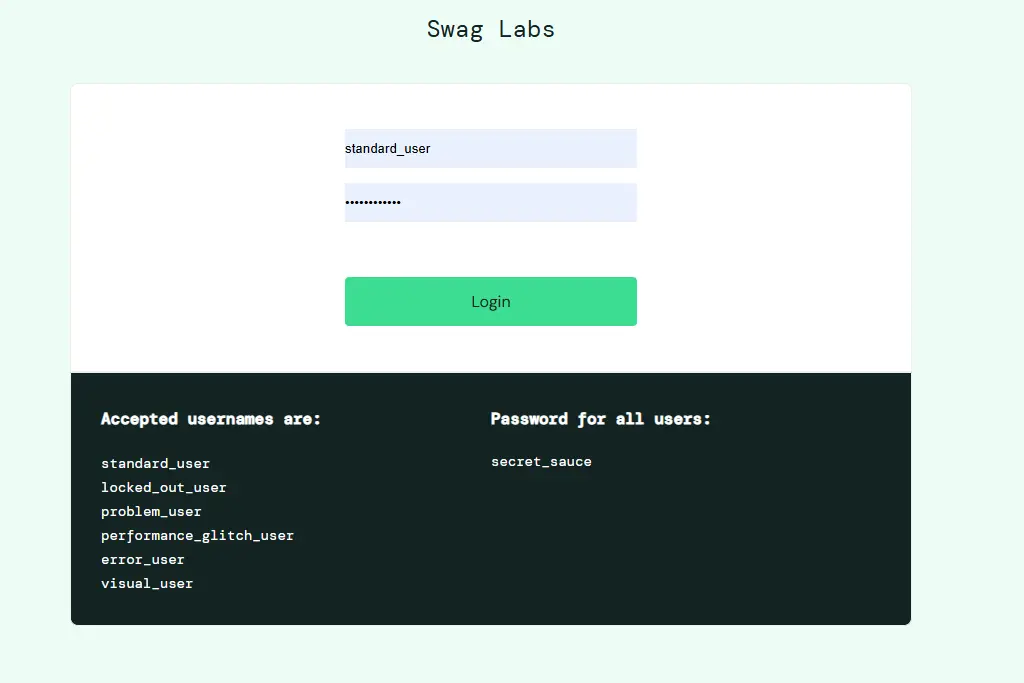 Swag Labs
standard_user
••••••••••••
Login
Accepted usernames are:
standard_user
locked_out_user
problem_user
performance_glitch_user
error_user
visual_user
Password for all users:
secret_sauce